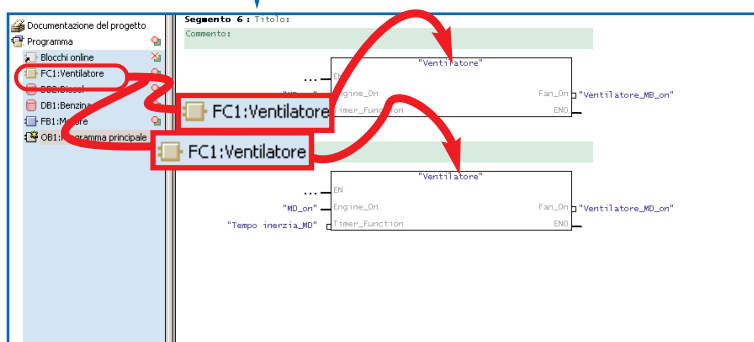 Documentazione del progetto
Programma
Blocchi online
FC1:Ventilatore
DB1:Benzina
FB1:Motore
OB1:Programma principale
Segmento 6 : Titolo:
Commento:
"Ventilatore"
... EN
Engine_On Fan_On "Ventilatore_MB_on"
Timer_Function ENO
FC1:Ventilatore
FC1:Ventilatore
"Ventilatore"
... EN
"MD_on" Engine_On Fan_On "Ventilatore_MD_on"
"Tempo inerzia_MD" Timer_Function ENO